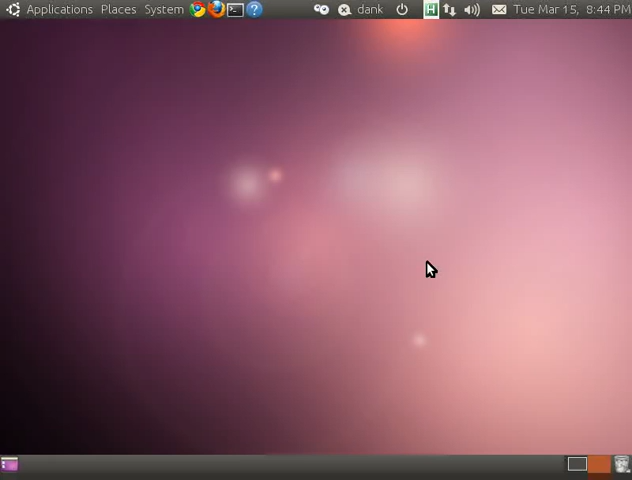 Applications Places System >_ ? dank H Tue Mar 15, 8:44 PM